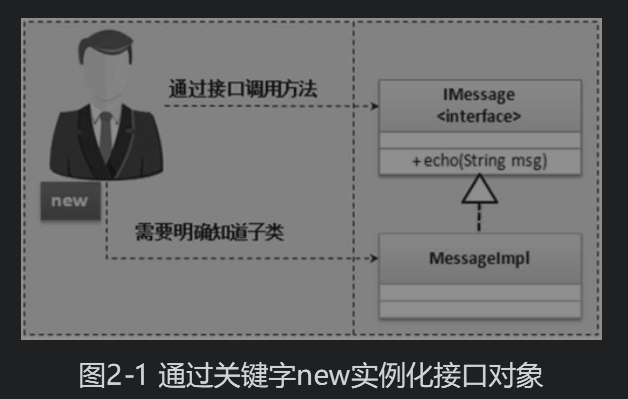 通过接口调用方法
IMessage
<interface>
+echo(String msg)
new
需要明确知道子类
MessageImpl
图2-1 通过关键字new实例化接口对象